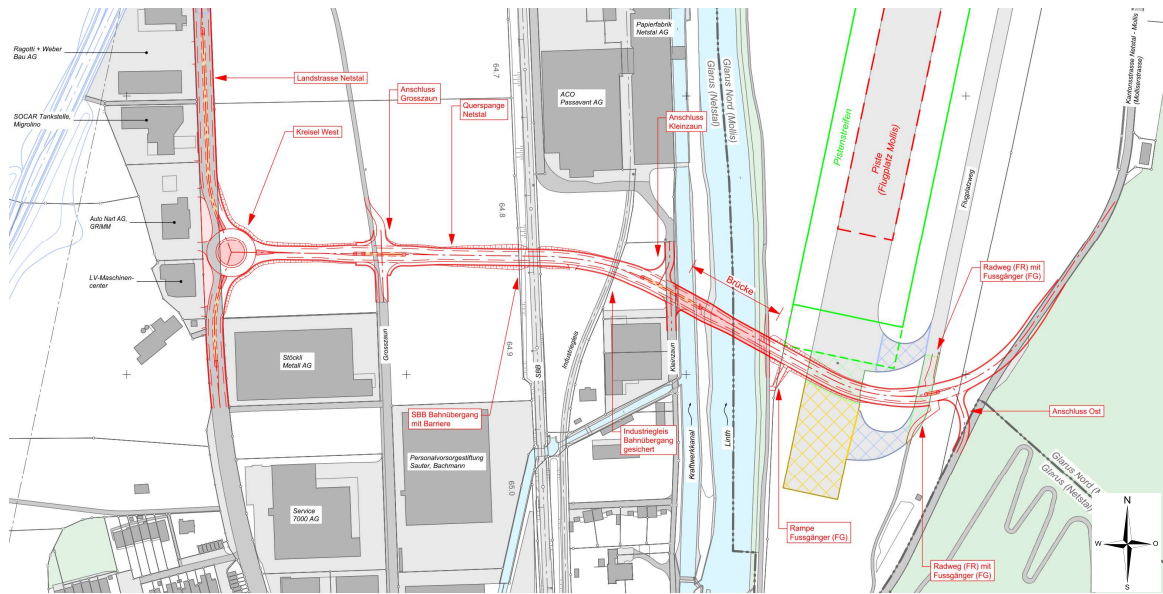 Ragotti + Weber
Bau AG
SOCAR Tankstelle,
Migrolino
Auto Nart AG,
GRIMM
LV-Maschinen-
center
Landstrasse Netstal
Kreisel West
Anschluss
Grosszaun
Querspange
Netstal
Stöckli
Metall AG
Service
7000 AG
Grosszaun
Personalvorsorgestiftung
Sauter, Bachmann
SBB Bahnübergang
mit Barriere
64.7
64.8
64.9
65.0
SBB
Industriegleis
ACO
Passavant AG
Papierfabrik
Netstal AG
Anschluss
Kleinzaun
Industriegleis
Bahnübergang
gesichert
Kleinzaun
Kraftwerkkanal
Linth
Glarus (Netstal)
Glarus Nord (Mollis)
Brücke
Pistenstreifen
Piste
(Flugplatz Mollis)
Flugplatzweg
Kantonsstrasse Netstal - Mollis
(Molliserstrasse)
Radweg (FR) mit
Fussgänger (FG)
Anschluss Ost
Rampe
Fussgänger (FG)
Radweg (FR) mit
Fussgänger (FG)
Glarus Nord
Glarus (Netstal)
N
W
O
S